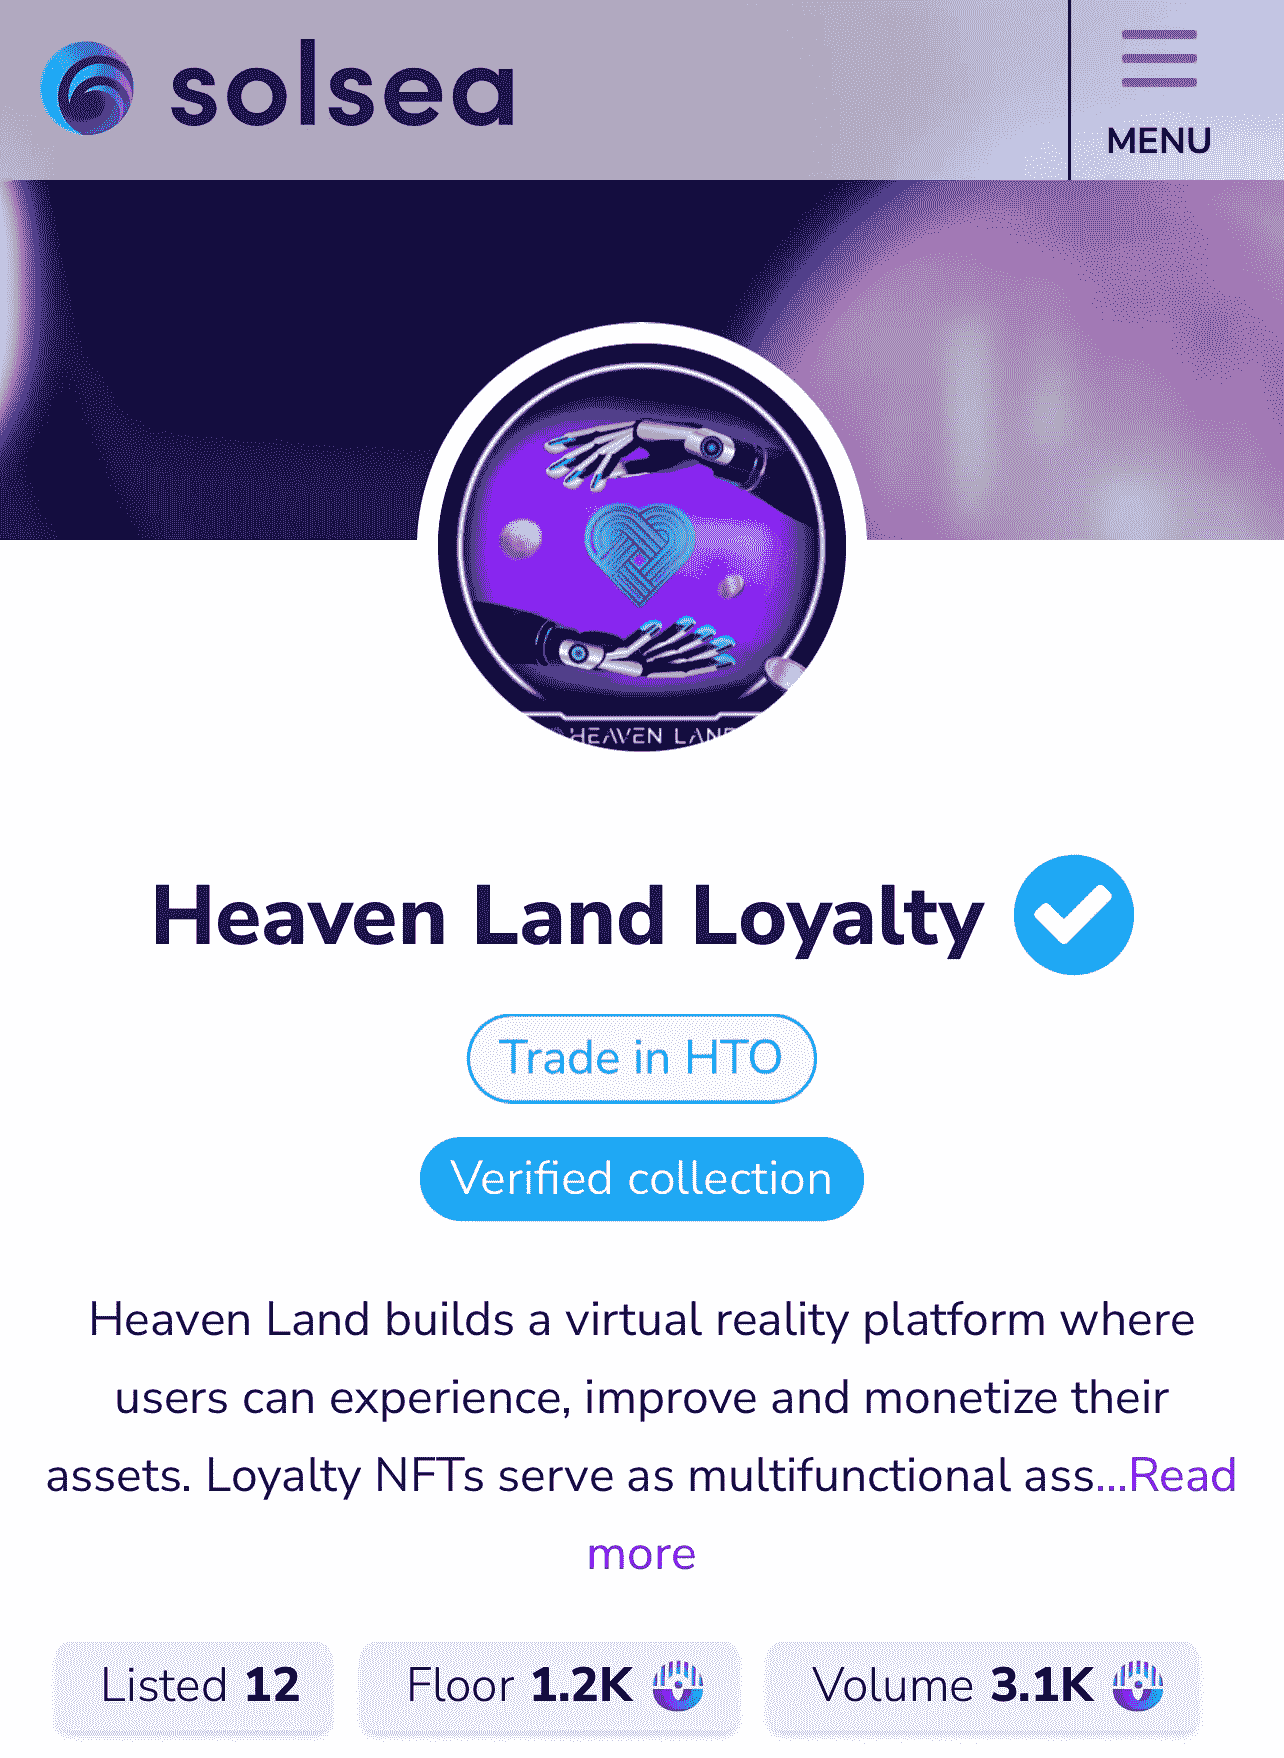 solsea
MENU
HEAVEN LAND
Heaven Land Loyalty
Trade in HTO
Verified collection
Heaven Land builds a virtual reality platform where
users can experience, improve and monetize their
assets. Loyalty NFTs serve as multifunctional ass...Read
more
Listed 12
Floor 1.2K
Volume 3.1K